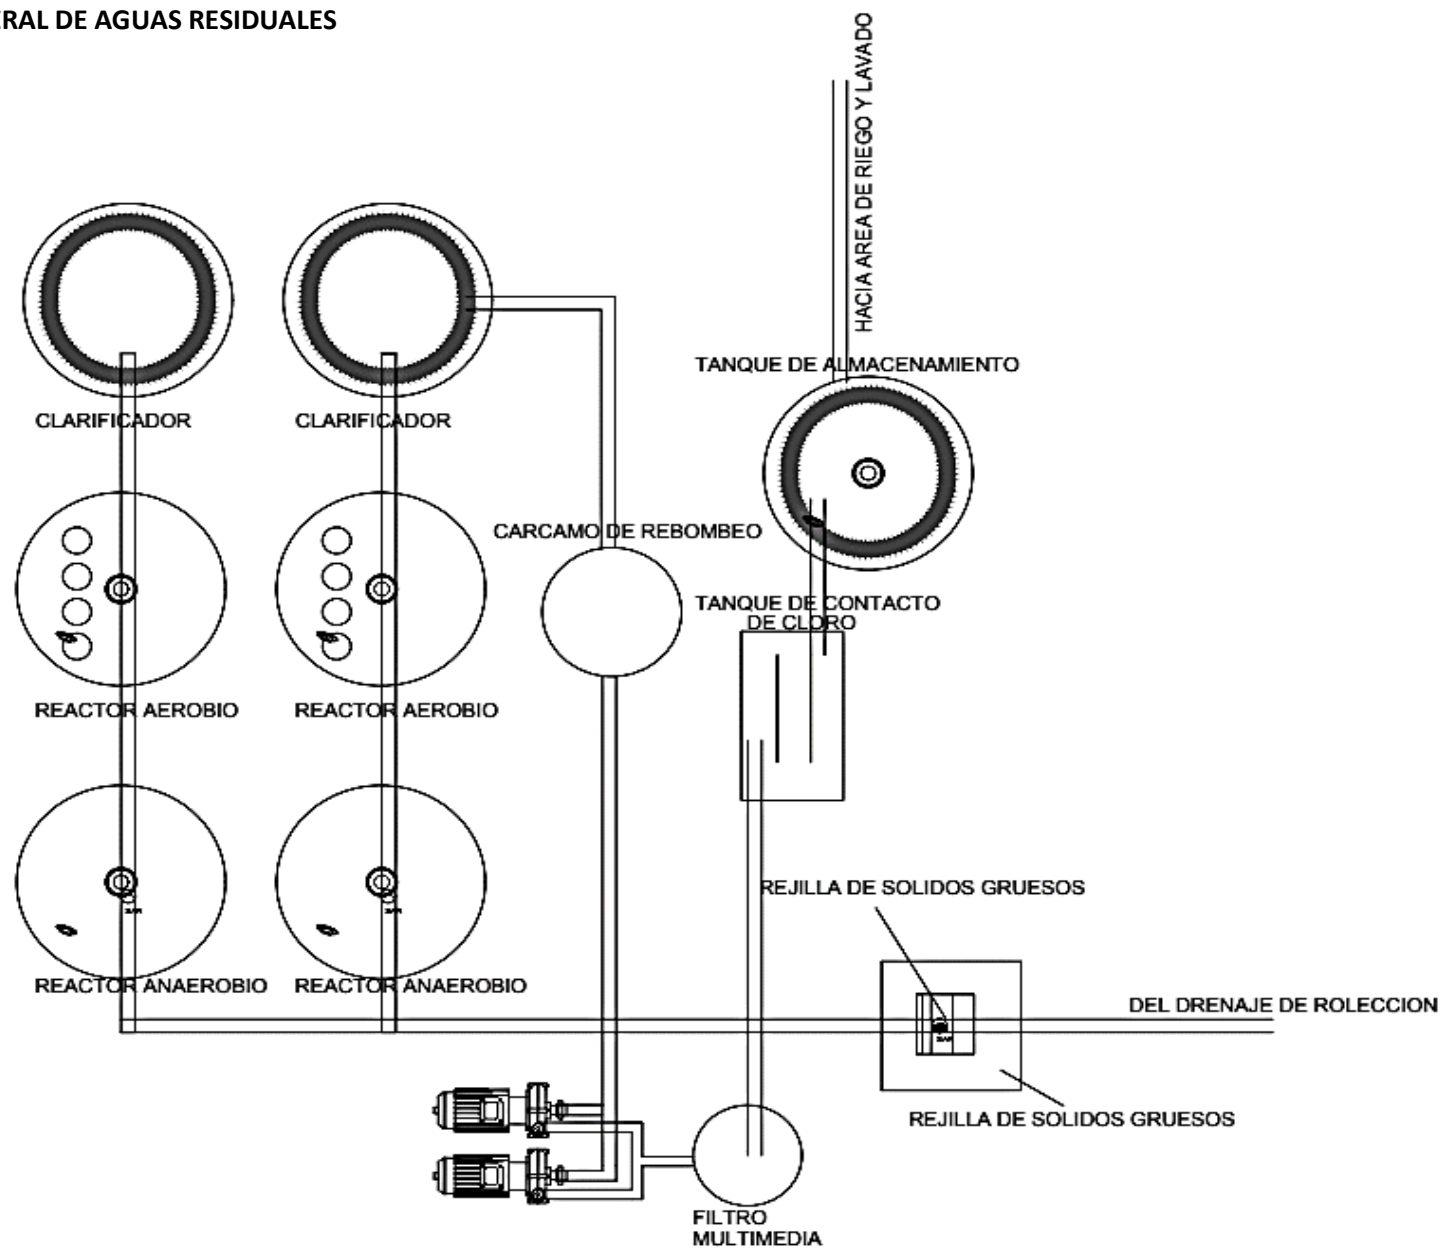 ERAL DE AGUAS RESIDUALES
HACIA AREA DE RIEGO Y LAVADO
TANQUE DE ALMACENAMIENTO
CLARIFICADOR
CLARIFICADOR
CARCAMO DE REBOMBEO
TANQUE DE CONTACTO
DE CLORO
REACTOR AEROBIO
REACTOR AEROBIO
REJILLA DE SOLIDOS GRUESOS
REACTOR ANAEROBIO
REACTOR ANAEROBIO
DEL DRENAJE DE ROLECCION
REJILLA DE SOLIDOS GRUESOS
FILTRO
MULTIMEDIA